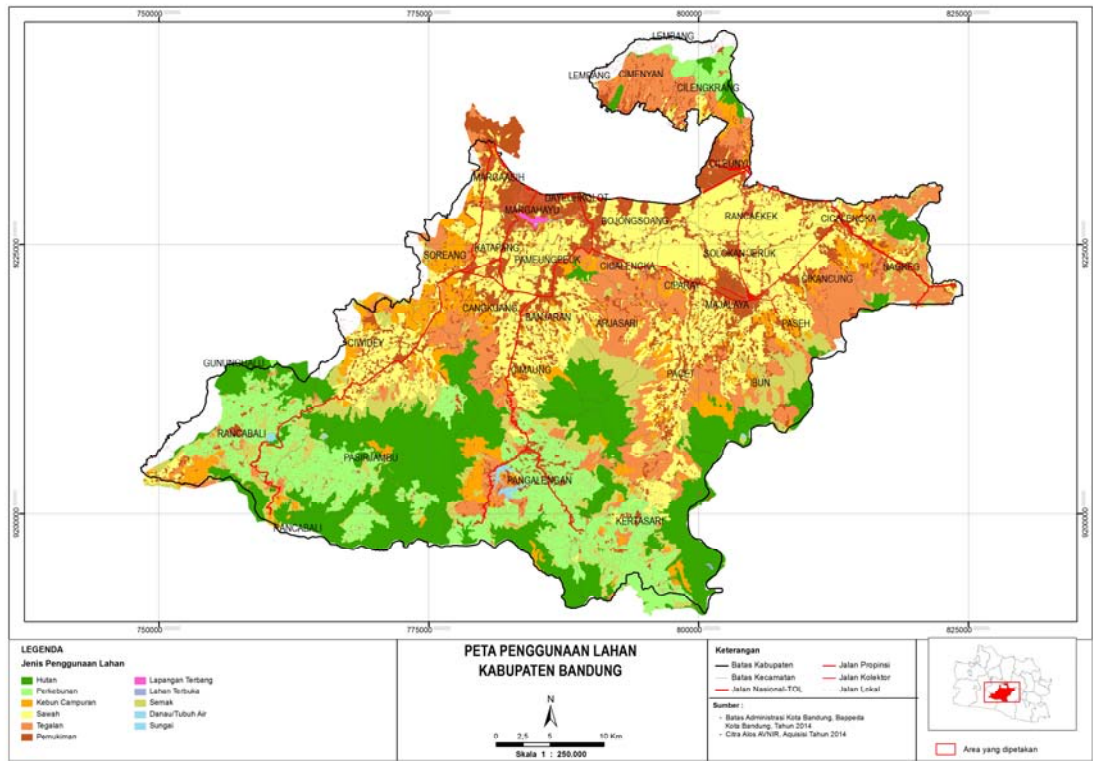 750000 775000 800000 825000
LEMBANG
LEMBANG CIMENYAN
CILENGKRANG
CILEUNYI
MARGAASIH
DAYEUHKOLOT
MARGAHAYU
BOJONGSOANG
RANCAEKEK
CICALENGKA
9225000 9225000
KATAPANG
SOREANG
PAMEUNGPEUK
CICALENGKA
SOLOKAN JERUK
NAGREG
CIPARAY
CIKANCUNG
MAJALAYA
CANGKUANG
BANJARAN
ARJASARI
PASEH
CIWIDEY
GUNUNGHALU
CIMAUNG
PACET
IBUN
RANCABALI
PASIRJAMBU
PANGALENGAN
9200000 9200000
RANCABALI
KERTASARI
750000 775000 800000 825000
LEGENDA
Jenis Penggunaan Lahan
Hutan
Perkebunan
Kebun Campuran
Sawah
Tegalan
Pemukiman
Lapangan Terbang
Lahan Terbuka
Semak
Danau/Tubuh Air
Sungai
PETA PENGGUNAAN LAHAN
KABUPATEN BANDUNG
N
0 2,5 5 10 Km
Skala 1 : 250.000
Keterangan
Batas Kabupaten
Batas Kecamatan
Jalan Nasional-TOL
Jalan Propinsi
Jalan Kolektor
Jalan Lokal
Sumber :
- Batas Administrasi Kota Bandung, Bappeda
Kota Bandung, Tahun 2014
- Citra Alos AVNIR, Aquisisi Tahun 2014
Area yang dipetakan